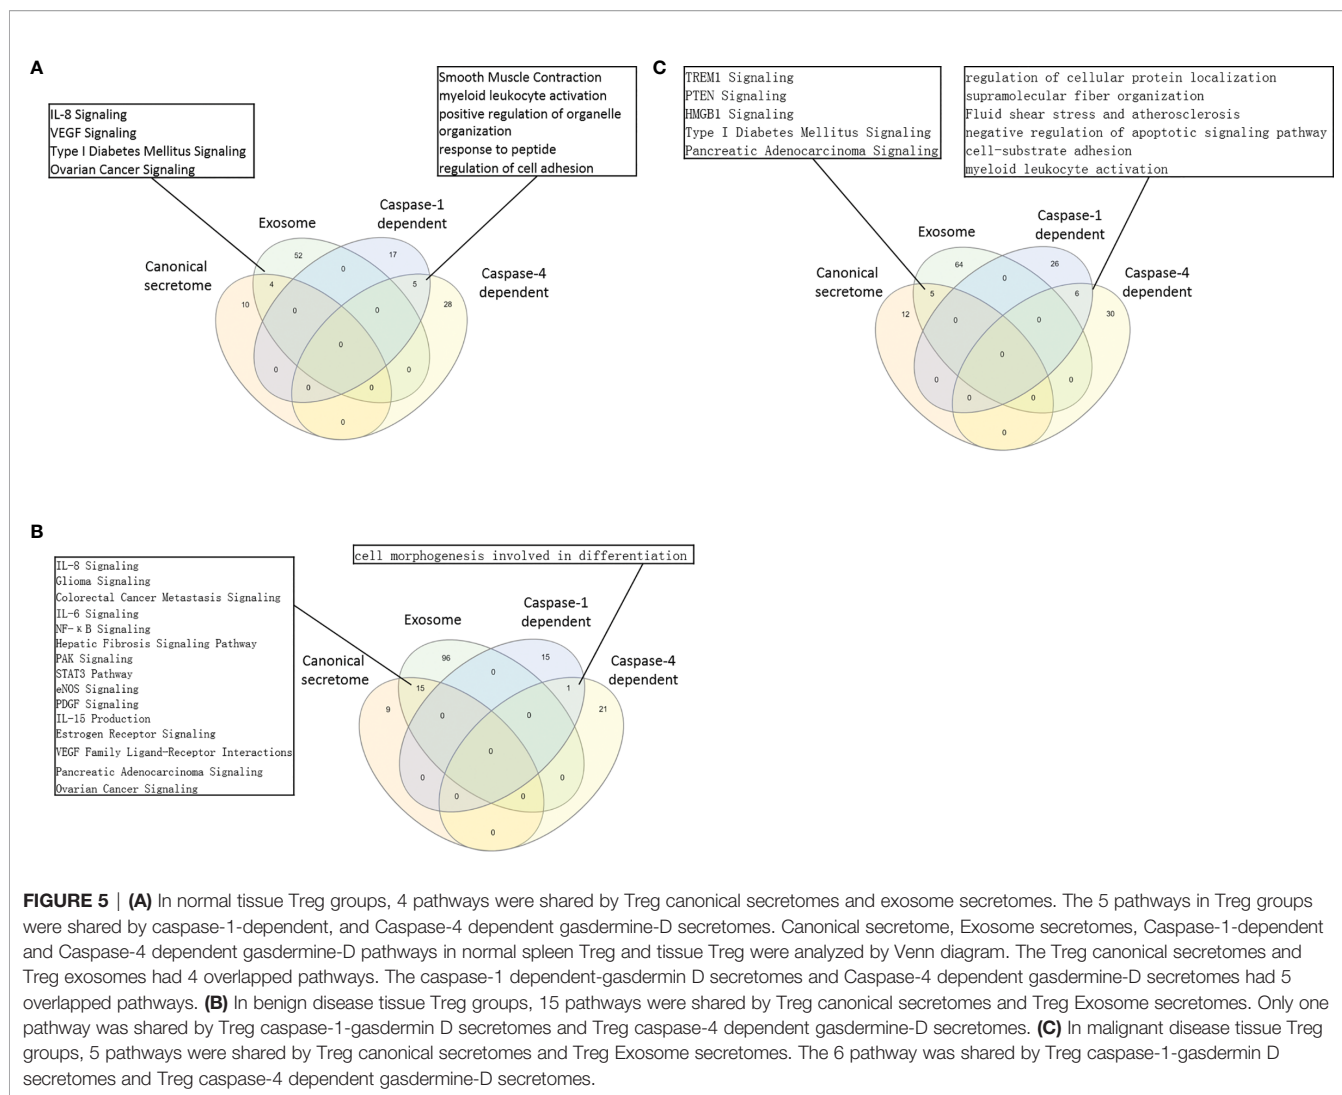 A
IL-8 Signaling
VEGF Signaling
Type I Diabetes Mellitus Signaling
Ovarian Cancer Signaling
Smooth Muscle Contraction
myeloid leukocyte activation
positive regulation of organelle
organization
response to peptide
regulation of cell adhesion
Canonical
secretome
Exosome
Caspase-1
dependent
Caspase-4
dependent
52
0
17
4
5
10
28
0
0
0
0
0
0
0
0
C
TREM1 Signaling
PTEN Signaling
HMGB1 Signaling
Type I Diabetes Mellitus Signaling
Pancreatic Adenocarcinoma Signaling
regulation of cellular protein localization
supramolecular fiber organization
Fluid shear stress and atherosclerosis
negative regulation of apoptotic signaling pathway
cell-substrate adhesion
myeloid leukocyte activation
Canonical
secretome
Exosome
Caspase-1
dependent
Caspase-4
dependent
64
0
26
5
6
12
30
0
0
0
0
0
0
0
0
B
IL-8 Signaling
Glioma Signaling
Colorectal Cancer Metastasis Signaling
IL-6 Signaling
NF-κB Signaling
Hepatic Fibrosis Signaling Pathway
PAK Signaling
STAT3 Pathway
eNOS Signaling
PDGF Signaling
IL-15 Production
Estrogen Receptor Signaling
VEGF Family Ligand-Receptor Interactions
Pancreatic Adenocarcinoma Signaling
Ovarian Cancer Signaling
cell morphogenesis involved in differentiation
Canonical
secretome
Exosome
Caspase-1
dependent
Caspase-4
dependent
96
0
15
15
1
9
21
0
0
0
0
0
0
0
0
FIGURE 5 | (A) In normal tissue Treg groups, 4 pathways were shared by Treg canonical secretomes and exosome secretomes. The 5 pathways in Treg groups
were shared by caspase-1-dependent, and Caspase-4 dependent gasdermine-D secretomes. Canonical secretome, Exosome secretomes, Caspase-1-dependent
and Caspase-4 dependent gasdermine-D pathways in normal spleen Treg and tissue Treg were analyzed by Venn diagram. The Treg canonical secretomes and
Treg exosomes had 4 overlapped pathways. The caspase-1 dependent-gasdermin D secretomes and Caspase-4 dependent gasdermine-D secretomes had 5
overlapped pathways. (B) In benign disease tissue Treg groups, 15 pathways were shared by Treg canonical secretomes and Treg Exosome secretomes. Only one
pathway was shared by Treg caspase-1-gasdermin D secretomes and Treg caspase-4 dependent gasdermine-D secretomes. (C) In malignant disease tissue Treg
groups, 5 pathways were shared by Treg canonical secretomes and Treg Exosome secretomes. The 6 pathway was shared by Treg caspase-1-gasdermin D
secretomes and Treg caspase-4 dependent gasdermine-D secretomes.